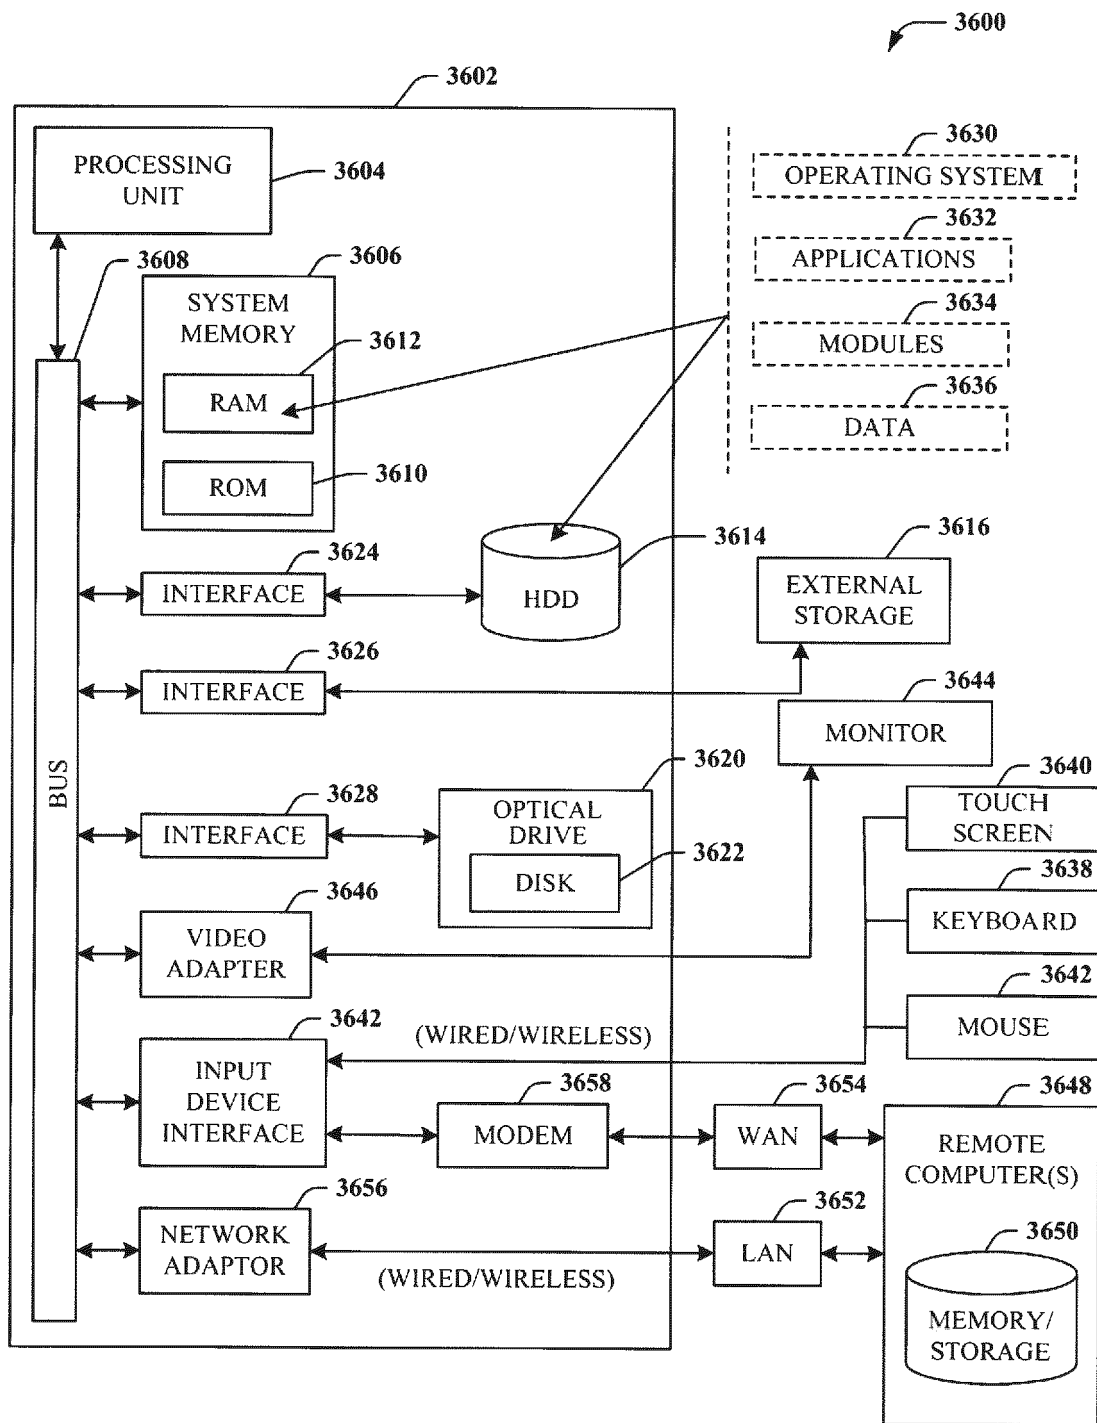 3600
3602
PROCESSING
UNIT
3604
3630
OPERATING SYSTEM
3632
APPLICATIONS
3634
MODULES
3636
DATA
3608
3606
SYSTEM
MEMORY
3612
RAM
3610
ROM
3624
INTERFACE
3614
HDD
3616
EXTERNAL
STORAGE
3626
INTERFACE
3644
MONITOR
BUS
3628
INTERFACE
3620
OPTICAL
DRIVE
3622
DISK
3640
TOUCH
SCREEN
3638
KEYBOARD
3642
MOUSE
3646
VIDEO
ADAPTER
3642
INPUT
DEVICE
INTERFACE
(WIRED/WIRELESS)
3658
MODEM
3654
WAN
3648
REMOTE
COMPUTER(S)
3656
NETWORK
ADAPTOR
(WIRED/WIRELESS)
3652
LAN
3650
MEMORY/
STORAGE